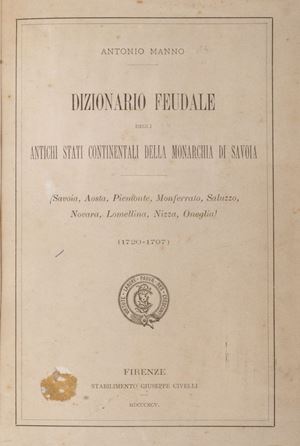 ANTONIO MANNO
DIZIONARIO FEUDALE
DEGLI
ANTICHI STATI CONTINENTALI DELLA MONARCHIA DI SAVOIA
(Savoia, Aosta, Piemonte, Monferrato, Saluzzo,
Novara, Lomellina, Nizza, Oneglia)
(1720-1797)
FIRENZE
STABILIMENTO GIUSEPPE CIVELLI
MDCCCXCV.